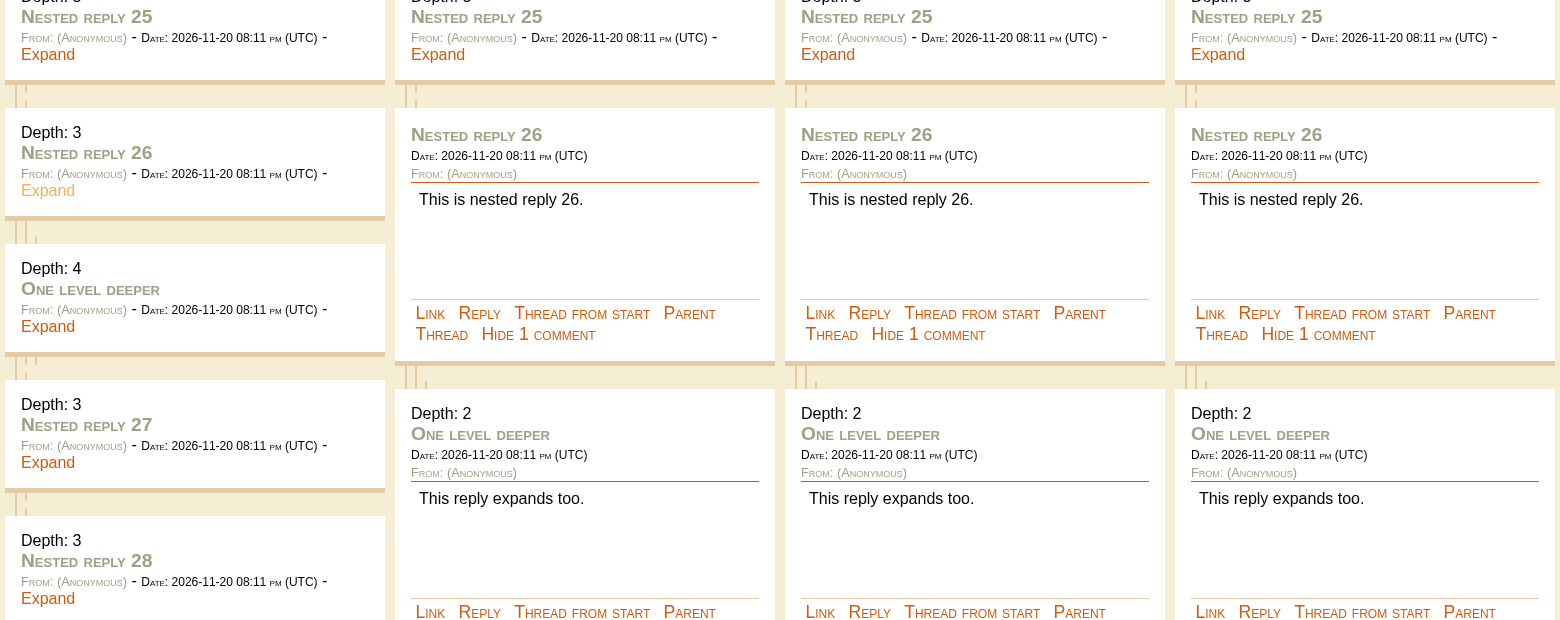 Nested reply 25
From: (Anonymous) - Date: 2026-11-20 08:11 pm (UTC) -
Expand
Depth: 3
Nested reply 26
From: (Anonymous) - Date: 2026-11-20 08:11 pm (UTC) -
Expand
Depth: 4
One level deeper
From: (Anonymous) - Date: 2026-11-20 08:11 pm (UTC) -
Expand
Depth: 3
Nested reply 27
From: (Anonymous) - Date: 2026-11-20 08:11 pm (UTC) -
Expand
Depth: 3
Nested reply 28
From: (Anonymous) - Date: 2026-11-20 08:11 pm (UTC) -
Expand
Nested reply 25
From: (Anonymous) - Date: 2026-11-20 08:11 pm (UTC) -
Expand
Nested reply 26
Date: 2026-11-20 08:11 pm (UTC)
From: (Anonymous)
This is nested reply 26.
Link Reply Thread from start Parent
Thread Hide 1 comment
Depth: 2
One level deeper
Date: 2026-11-20 08:11 pm (UTC)
From: (Anonymous)
This reply expands too.
Link Reply Thread from start Parent
Nested reply 25
From: (Anonymous) - Date: 2026-11-20 08:11 pm (UTC) -
Expand
Nested reply 26
Date: 2026-11-20 08:11 pm (UTC)
From: (Anonymous)
This is nested reply 26.
Link Reply Thread from start Parent
Thread Hide 1 comment
Depth: 2
One level deeper
Date: 2026-11-20 08:11 pm (UTC)
From: (Anonymous)
This reply expands too.
Link Reply Thread from start Parent
Nested reply 25
From: (Anonymous) - Date: 2026-11-20 08:11 pm (UTC) -
Expand
Nested reply 26
Date: 2026-11-20 08:11 pm (UTC)
From: (Anonymous)
This is nested reply 26.
Link Reply Thread from start Parent
Thread Hide 1 comment
Depth: 2
One level deeper
Date: 2026-11-20 08:11 pm (UTC)
From: (Anonymous)
This reply expands too.
Link Reply Thread from start Parent